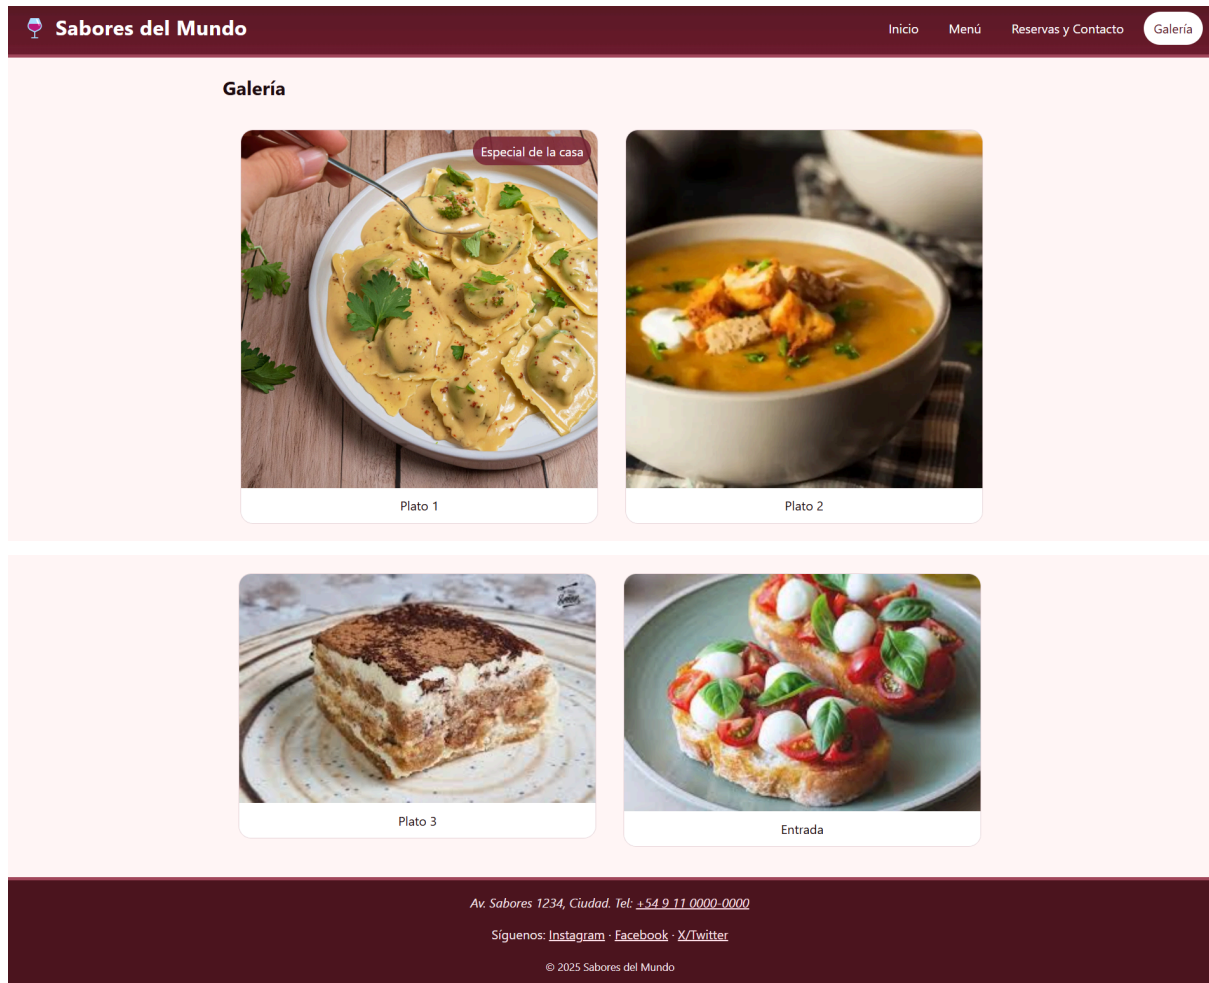 Sabores del Mundo
Inicio Menú Reservas y Contacto Galería
Galería
Especial de la casa
Plato 1
Plato 2
Plato 3
Entrada
Av. Sabores 1234, Ciudad. Tel: +54 9 11 0000-0000
Síguenos: Instagram · Facebook · X/Twitter
© 2025 Sabores del Mundo